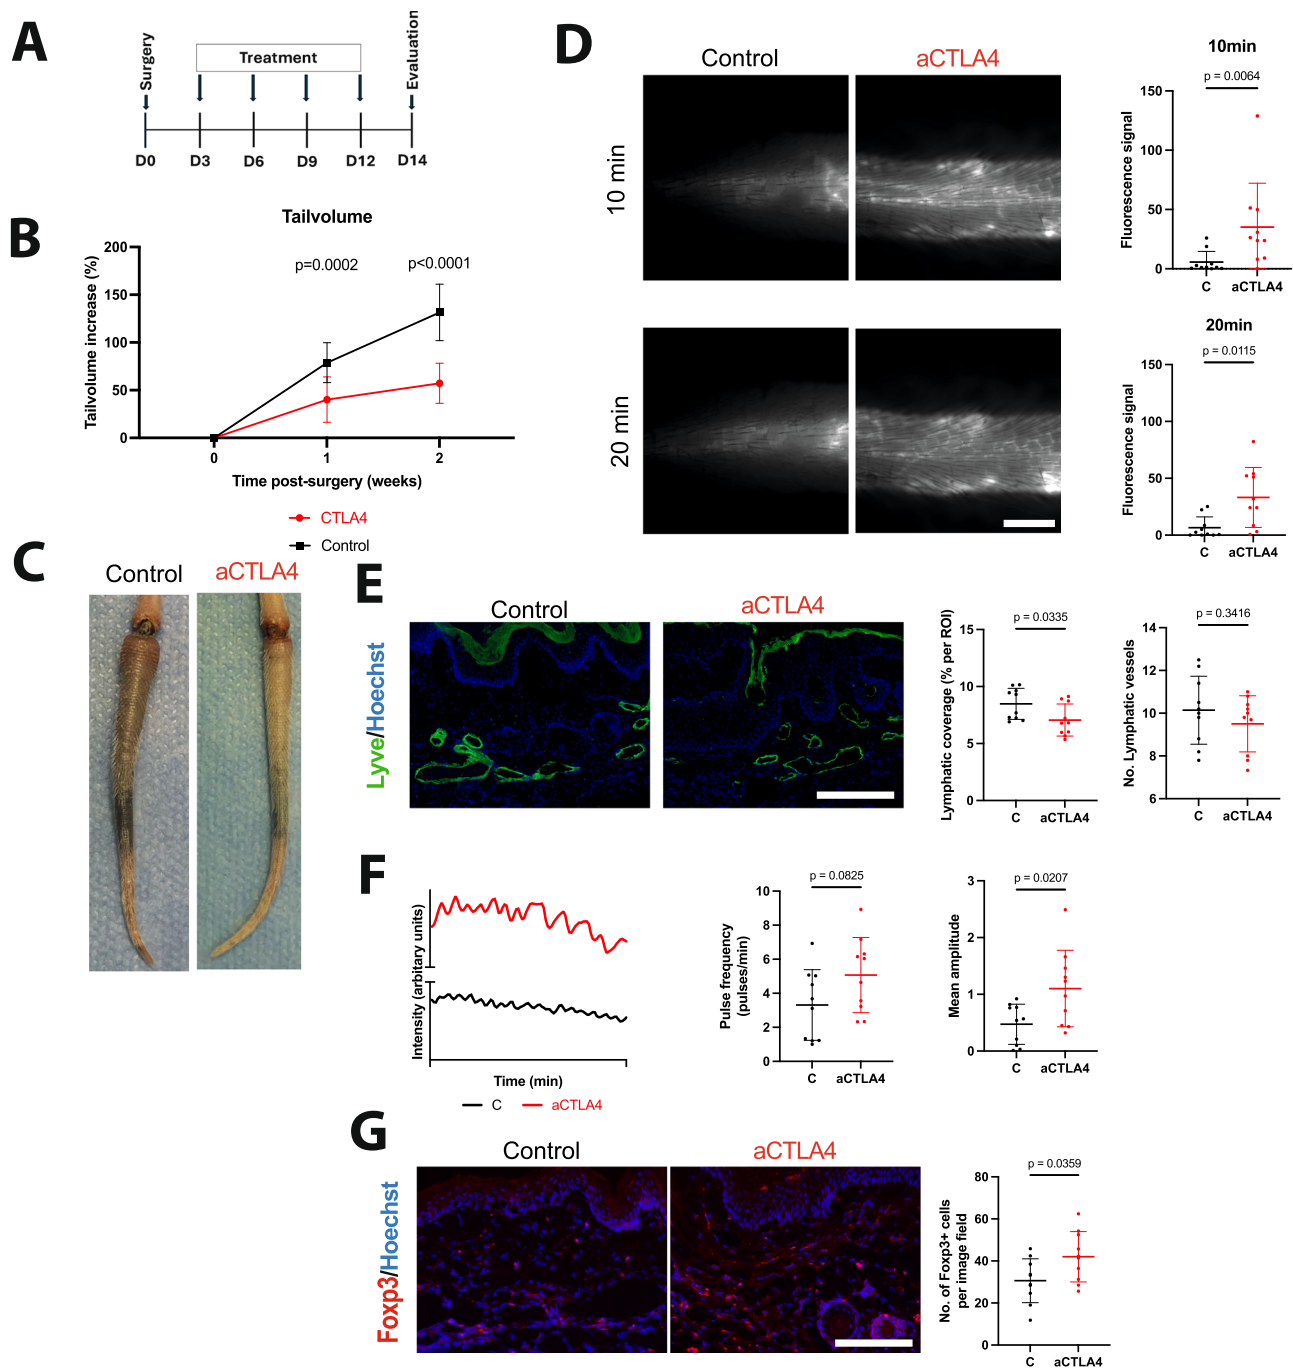 A
Surgery
Treatment
Evaluation
D0 D3 D6 D9 D12 D14
B
Tailvolume
Tailvolume increase (%)
200
150
100
50
0
p=0.0002
p<0.0001
0 1 2
Time post-surgery (weeks)
CTLA4
Control
C
Control aCTLA4
D
Control aCTLA4
10 min
20 min
10min
p = 0.0064
Fluorescence signal
150
100
50
0
C aCTLA4
20min
p = 0.0115
Fluorescence signal
150
100
50
0
C aCTLA4
E
Control aCTLA4
Lyve/Hoechst
Lymphatic coverage (% per ROI)
p = 0.0335
15
10
5
0
C aCTLA4
No. Lymphatic vessels
p = 0.3416
14
12
10
8
6
C aCTLA4
F
Intensity (arbitary units)
Time (min)
C aCTLA4
Pulse frequency
(pulses/min)
p = 0.0825
10
8
6
4
2
0
C aCTLA4
Mean amplitude
p = 0.0207
3
2
1
0
C aCTLA4
G
Control aCTLA4
Foxp3/Hoechst
No. of Foxp3+ cells
per image field
p = 0.0359
80
60
40
20
0
C aCTLA4